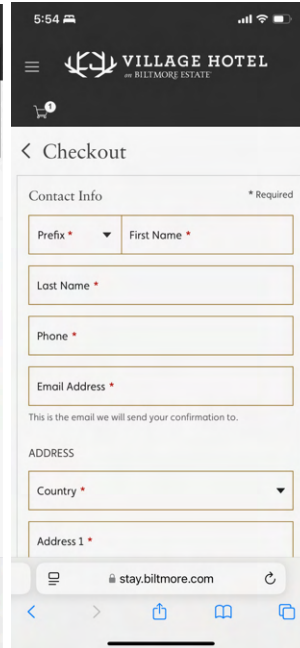 5:54
VILLAGE HOTEL
on BILTMORE ESTATE
1
Checkout
Contact Info * Required
Prefix * First Name *
Last Name *
Phone *
Email Address *
This is the email we will send your confirmation to.
ADDRESS
Country *
Address 1 *
stay.biltmore.com